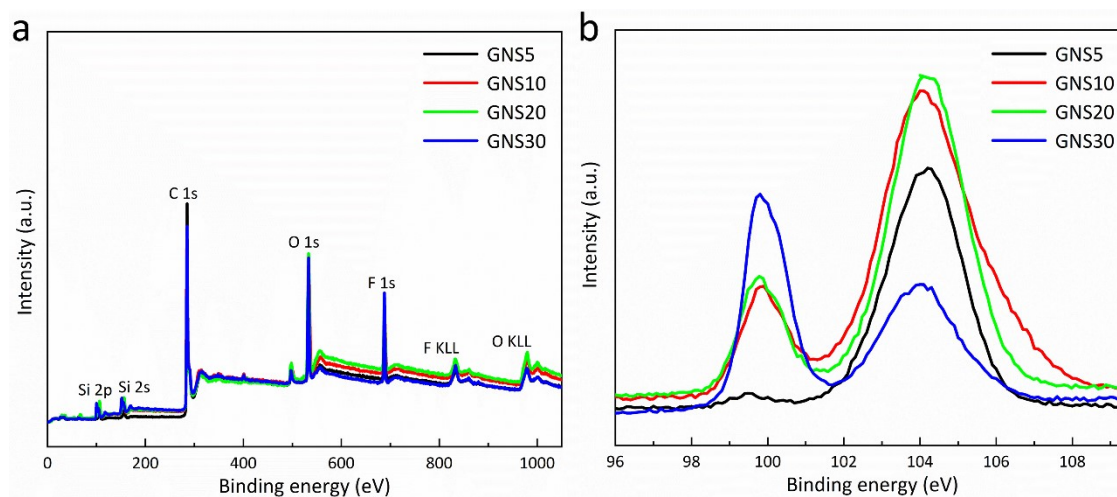 a
GNS5
GNS10
GNS20
GNS30
C 1s
O 1s
F 1s
F KLL
O KLL
Si 2p
Si 2s
Intensity (a.u.)
0 200 400 600 800 1000
Binding energy (eV)
b
GNS5
GNS10
GNS20
GNS30
Intensity (a.u.)
96 98 100 102 104 106 108
Binding energy (eV)